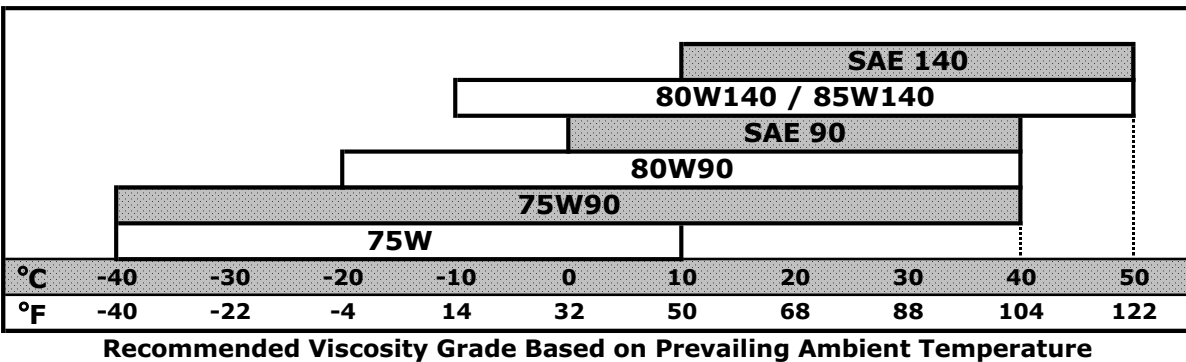 SAE 140
80W140 / 85W140
SAE 90
80W90
75W90
75W
°C -40 -30 -20 -10 0 10 20 30 40 50
°F -40 -22 -4 14 32 50 68 88 104 122
Recommended Viscosity Grade Based on Prevailing Ambient Temperature